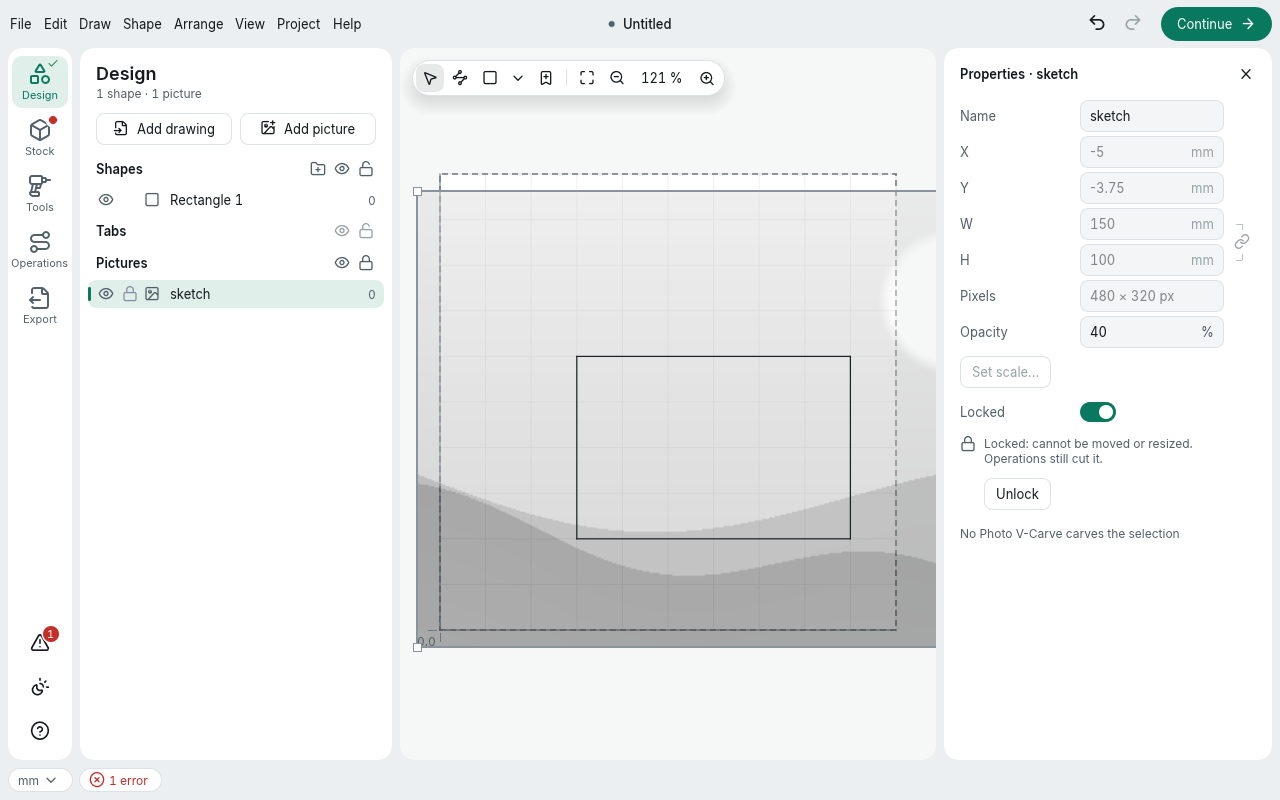 File Edit Draw Shape Arrange View Project Help
Untitled
Continue
Design
Stock
Tools
Operations
Export
1
Design
1 shape · 1 picture
Add drawing
Add picture
Shapes
Rectangle 1 0
Tabs
Pictures
sketch 0
121 %
0,0
Properties · sketch
Name sketch
X -5 mm
Y -3.75 mm
W 150 mm
H 100 mm
Pixels 480 × 320 px
Opacity 40 %
Set scale...
Locked
Locked: cannot be moved or resized.
Operations still cut it.
Unlock
No Photo V-Carve carves the selection
mm
1 error